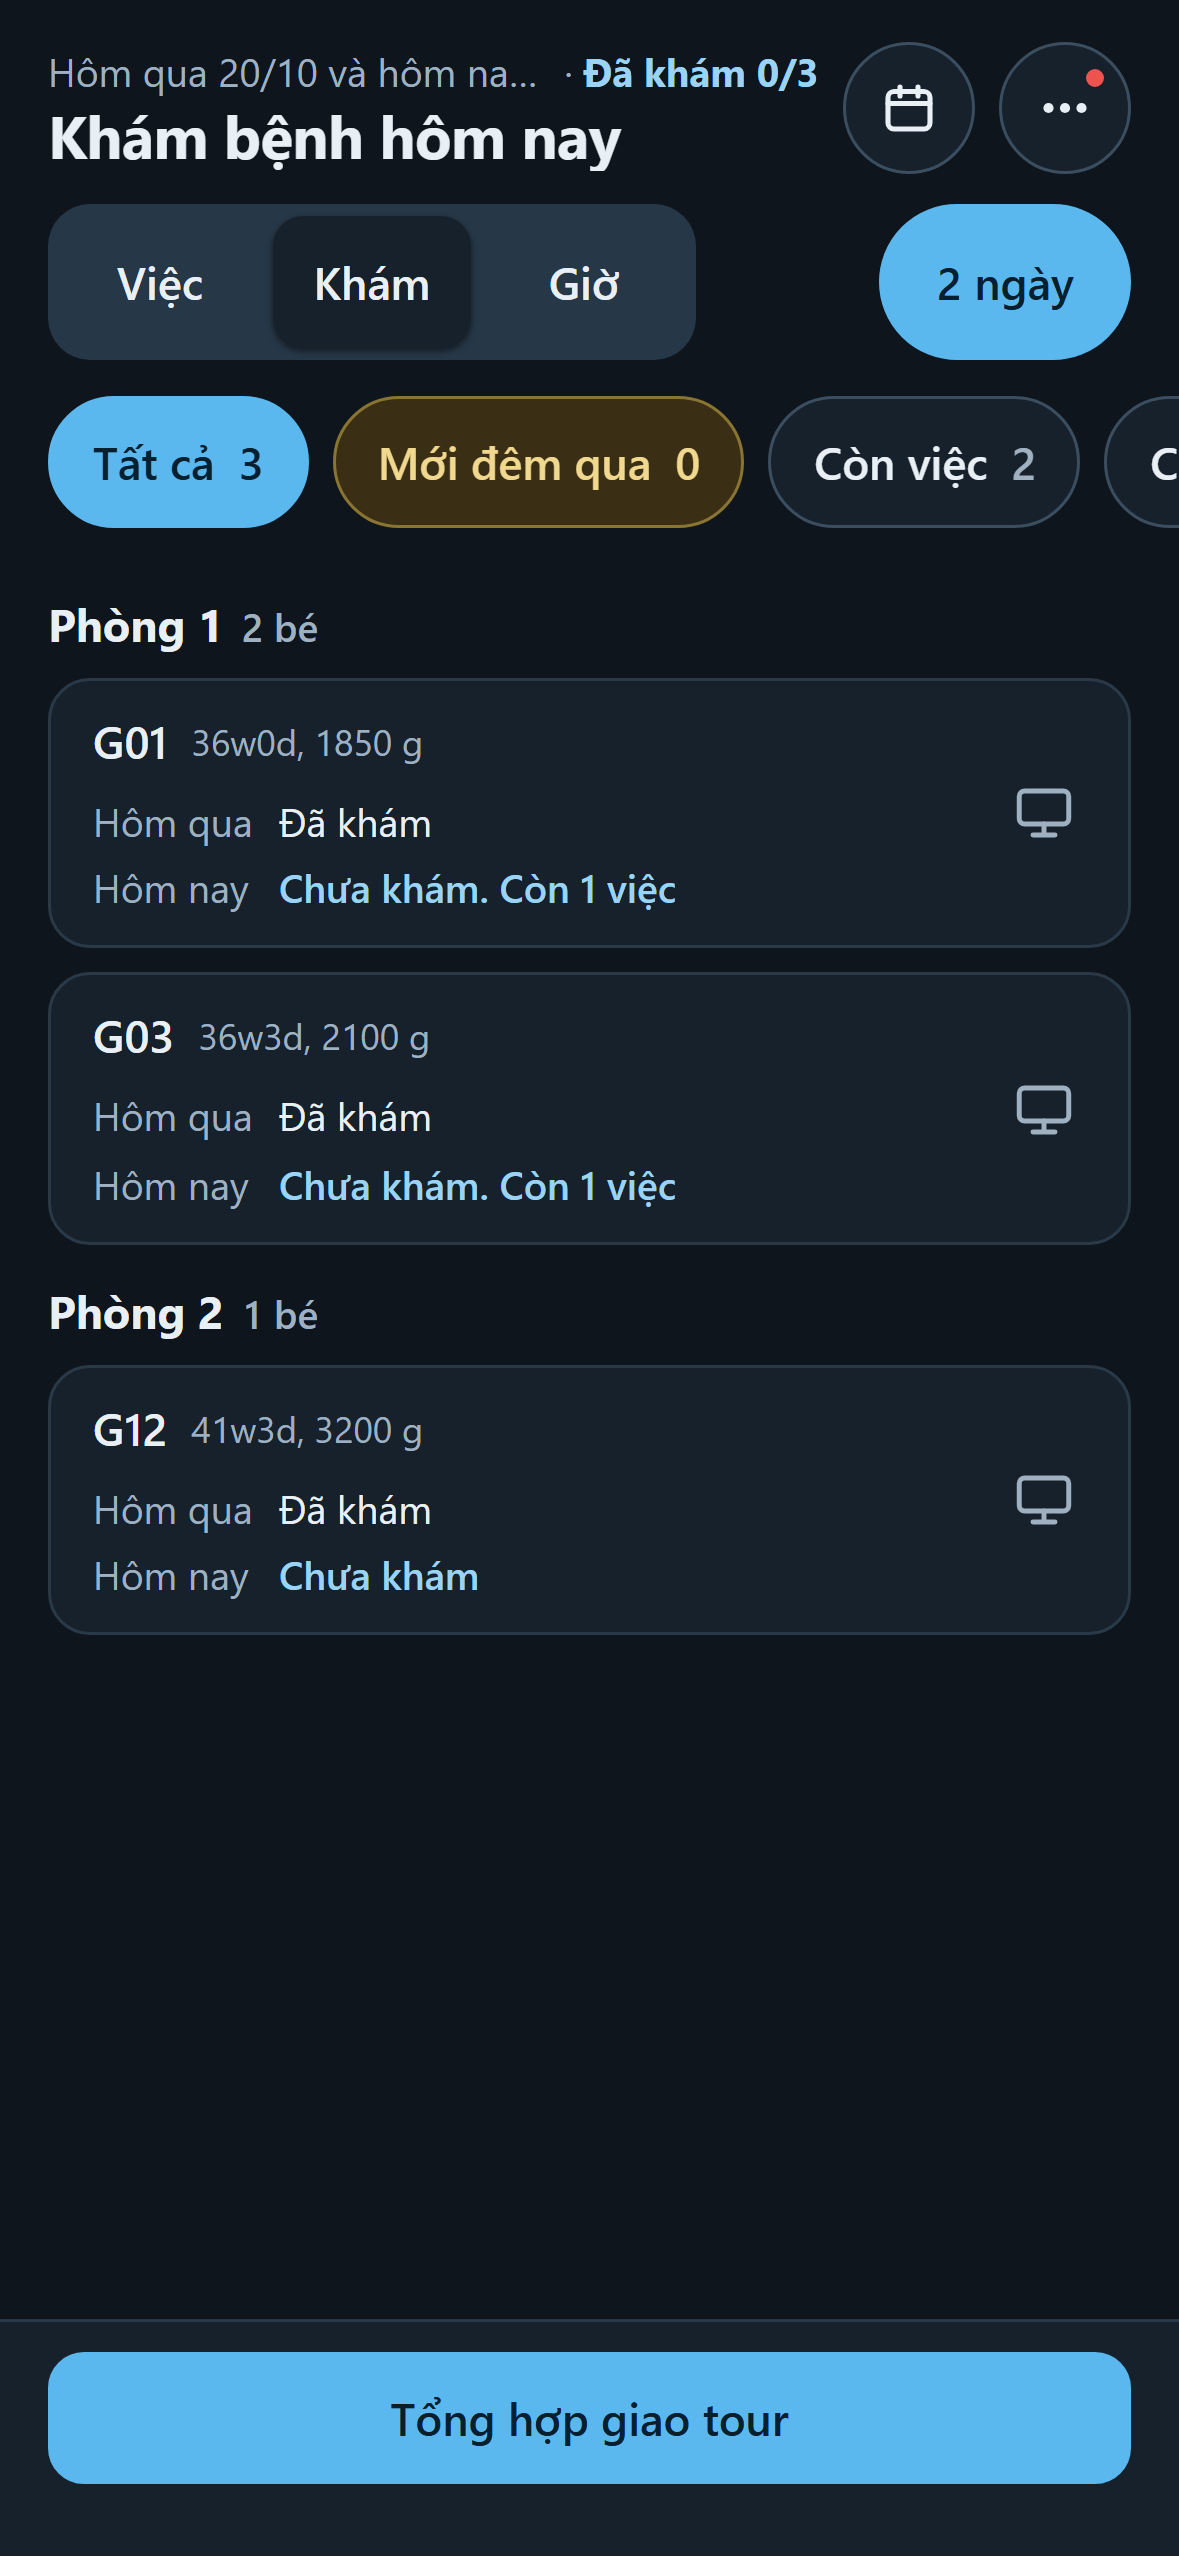 Hôm qua 20/10 và hôm na... · Đã khám 0/3
Khám bệnh hôm nay
Việc Khám Giờ 2 ngày
Tất cả 3 Mới đêm qua 0 Còn việc 2 C
Phòng 1 2 bé
G01 36w0d, 1850 g
Hôm qua Đã khám
Hôm nay Chưa khám. Còn 1 việc
G03 36w3d, 2100 g
Hôm qua Đã khám
Hôm nay Chưa khám. Còn 1 việc
Phòng 2 1 bé
G12 41w3d, 3200 g
Hôm qua Đã khám
Hôm nay Chưa khám
Tổng hợp giao tour